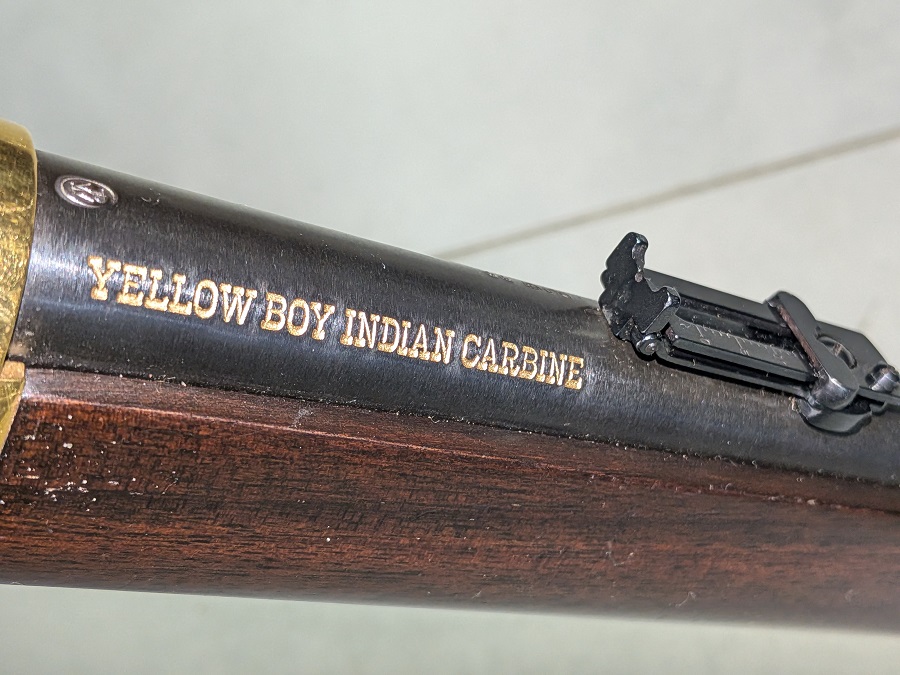 YELLOW BOY INDIAN CARBINE